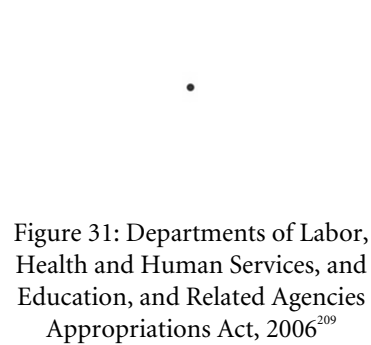 Figure 31: Departments of Labor,
Health and Human Services, and
Education, and Related Agencies
Appropriations Act, 2006²⁰⁹